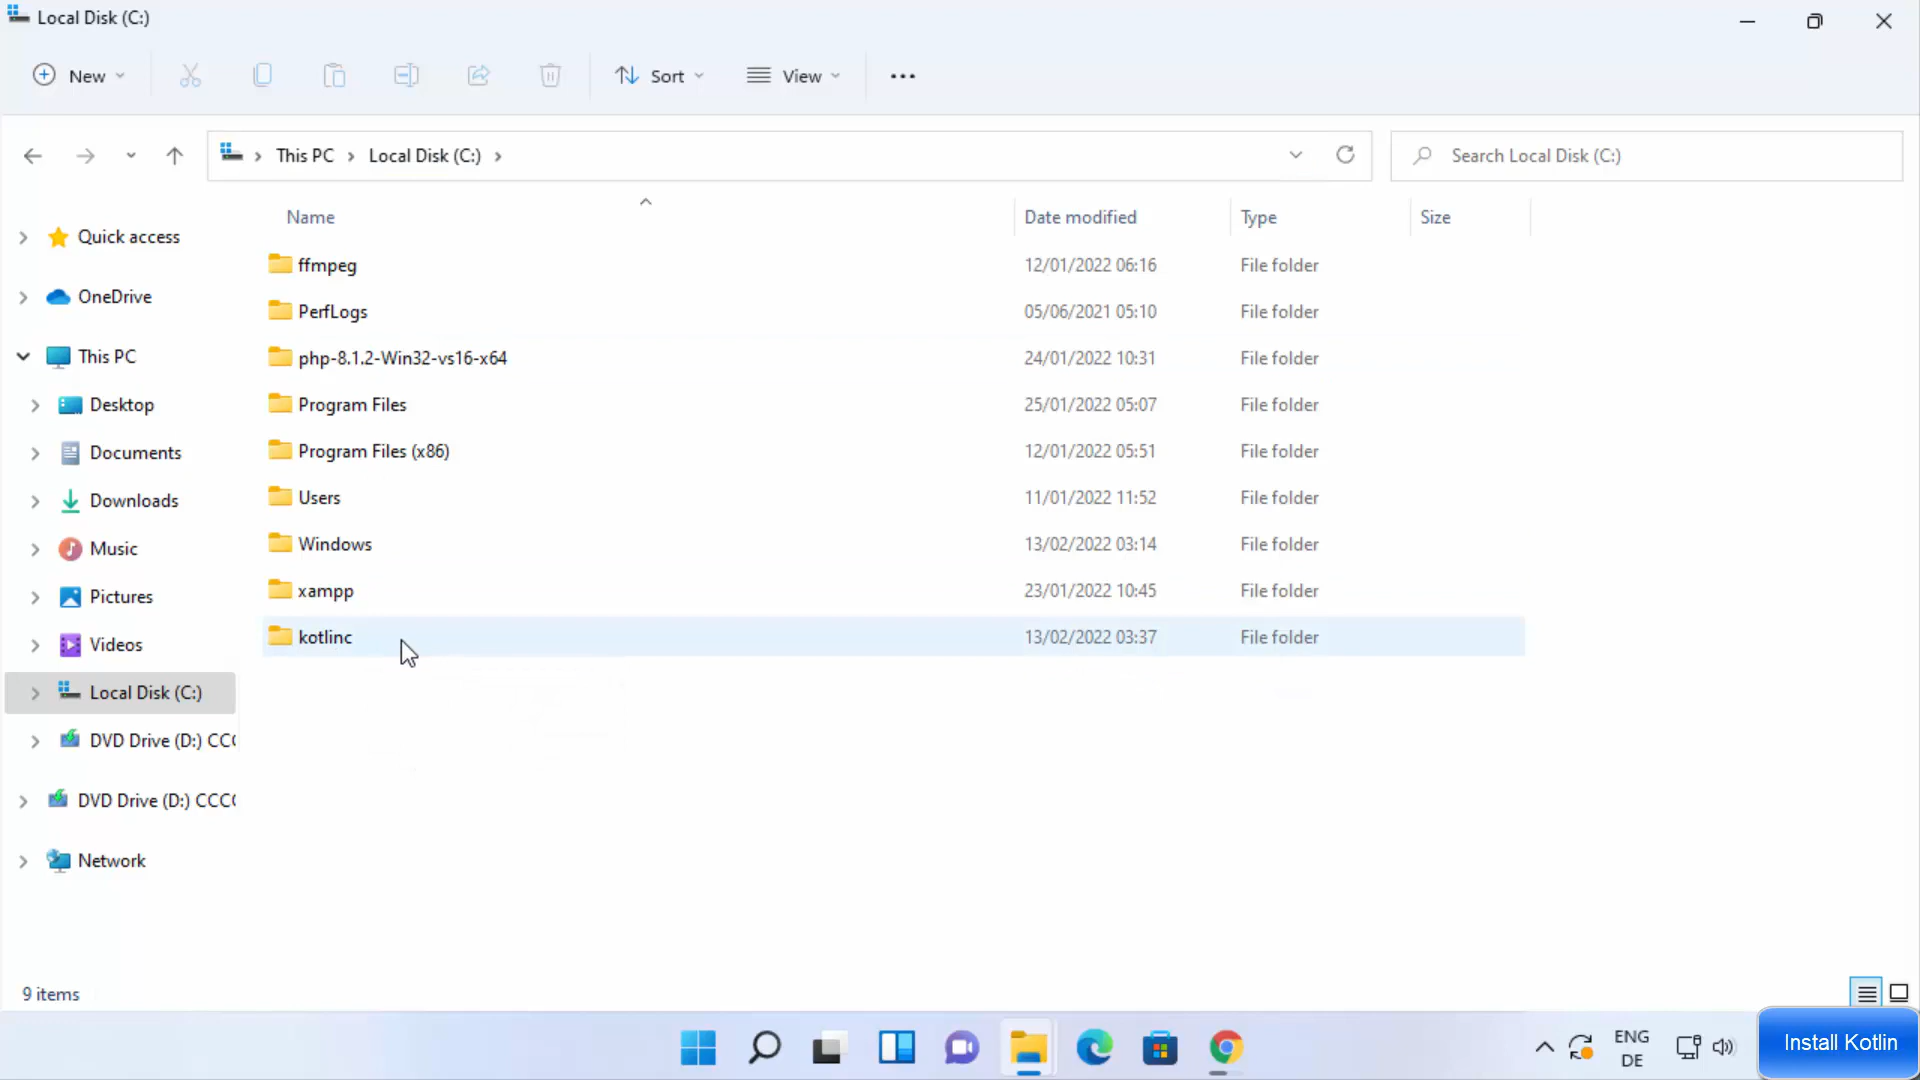 Local Disk (C:)
New
Sort
View
This PC > Local Disk (C:) >
Search Local Disk (C:)
Name
Date modified
Type
Size
Quick access
OneDrive
This PC
Desktop
Documents
Downloads
Music
Pictures
Videos
Local Disk (C:)
DVD Drive (D:) CCC
DVD Drive (D:) CCC
Network
ffmpeg 12/01/2022 06:16 File folder
PerfLogs 05/06/2021 05:10 File folder
php-8.1.2-Win32-vs16-x64 24/01/2022 10:31 File folder
Program Files 25/01/2022 05:07 File folder
Program Files (x86) 12/01/2022 05:51 File folder
Users 11/01/2022 11:52 File folder
Windows 13/02/2022 03:14 File folder
xampp 23/01/2022 10:45 File folder
kotlinc 13/02/2022 03:37 File folder
9 items
ENG
DE
Install Kotlin